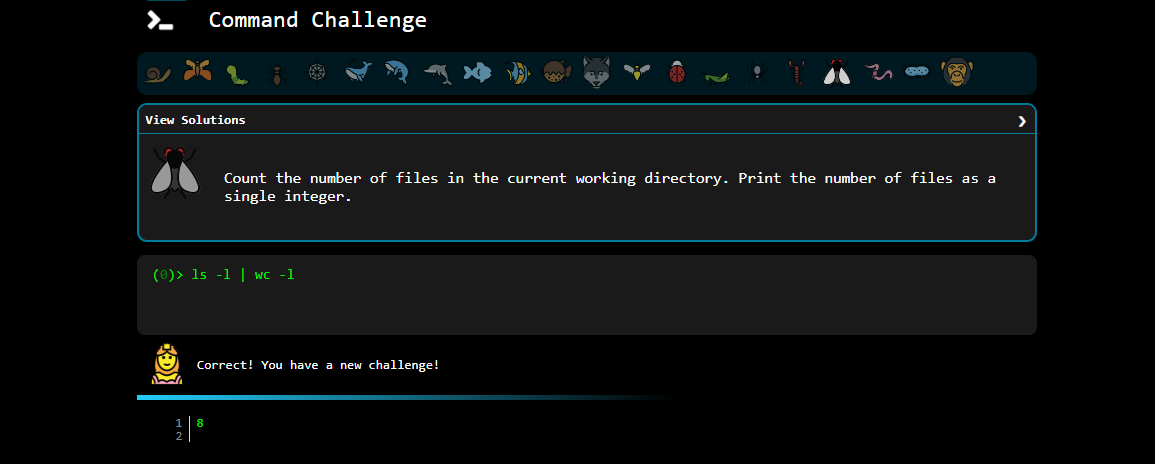 Command Challenge
View Solutions
Count the number of files in the current working directory. Print the number of files as a
single integer.
(0)> ls -l | wc -l
Correct! You have a new challenge!
1 8
2